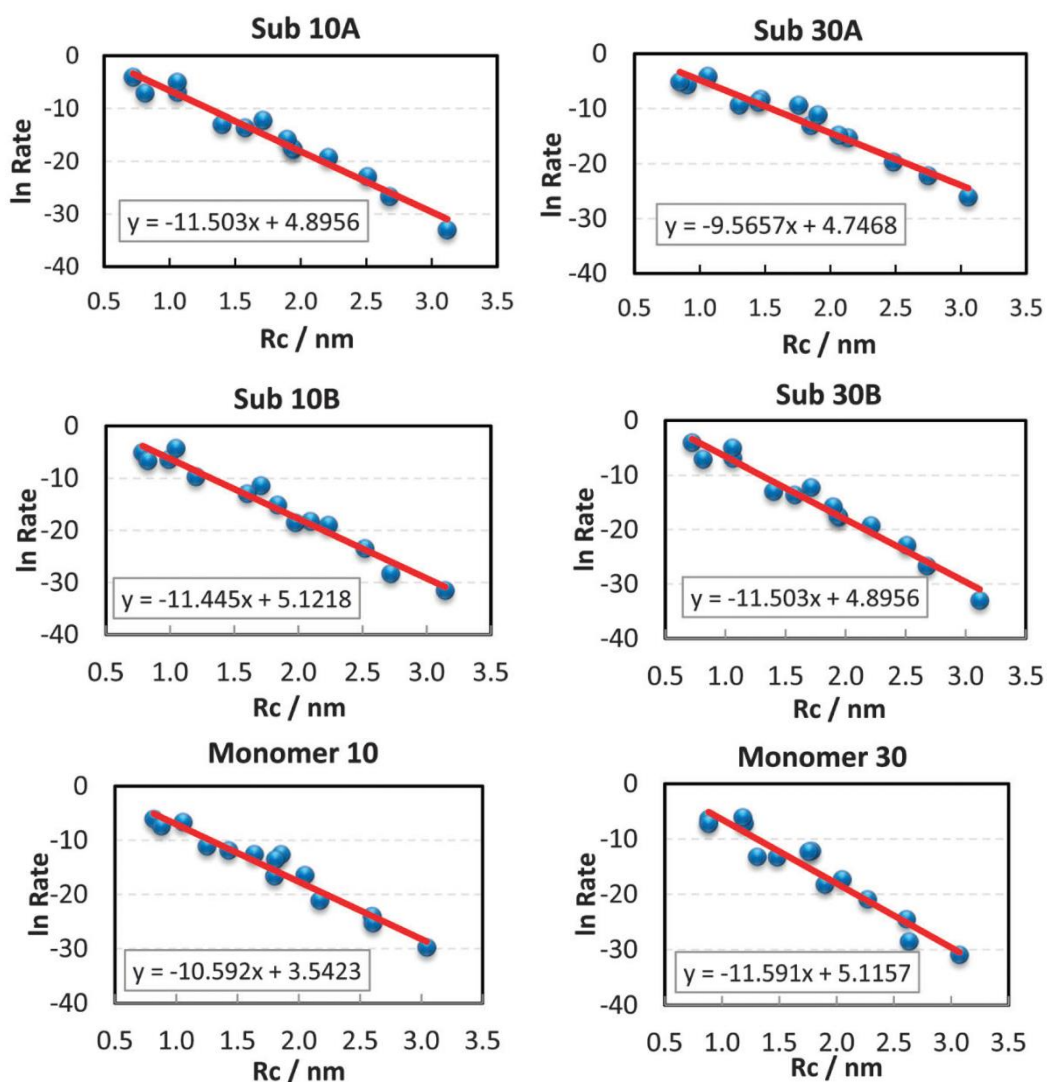 Sub 10A
0
-10
-20
-30
-40
ln Rate
y = -11.503x + 4.8956
0.5 1.0 1.5 2.0 2.5 3.0 3.5
Rc / nm
Sub 30A
0
-10
-20
-30
-40
ln Rate
y = -9.5657x + 4.7468
0.5 1.0 1.5 2.0 2.5 3.0 3.5
Rc / nm
Sub 10B
0
-10
-20
-30
-40
ln Rate
y = -11.445x + 5.1218
0.5 1.0 1.5 2.0 2.5 3.0 3.5
Rc / nm
Sub 30B
0
-10
-20
-30
-40
ln Rate
y = -11.503x + 4.8956
0.5 1.0 1.5 2.0 2.5 3.0 3.5
Rc / nm
Monomer 10
0
-10
-20
-30
-40
ln Rate
y = -10.592x + 3.5423
0.5 1.0 1.5 2.0 2.5 3.0 3.5
Rc / nm
Monomer 30
0
-10
-20
-30
-40
ln Rate
y = -11.591x + 5.1157
0.5 1.0 1.5 2.0 2.5 3.0 3.5
Rc / nm